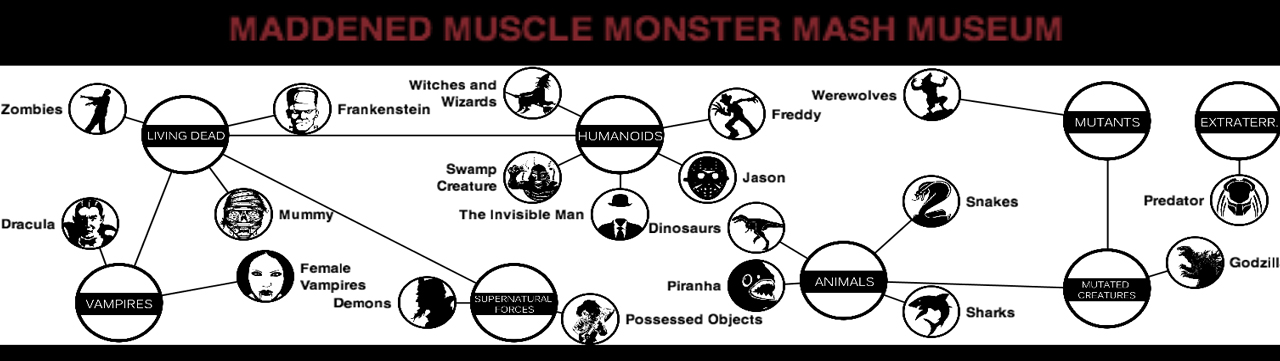 MADDENED MUSCLE MONSTER MASH MUSEUM
Zombies
LIVING DEAD
Frankenstein
Witches and
Wizards
HUMANOIDS
Freddy
Werewolves
MUTANTS
EXTRATERR.
Swamp
Creature
Jason
The Invisible Man
Mummy
Dracula
Dinosaurs
Snakes
Predator
VAMPIRES
Female
Vampires
Demons
SUPERNATURAL
FORCES
Possessed Objects
Piranha
ANIMALS
Sharks
MUTATED
CREATURES
Godzill